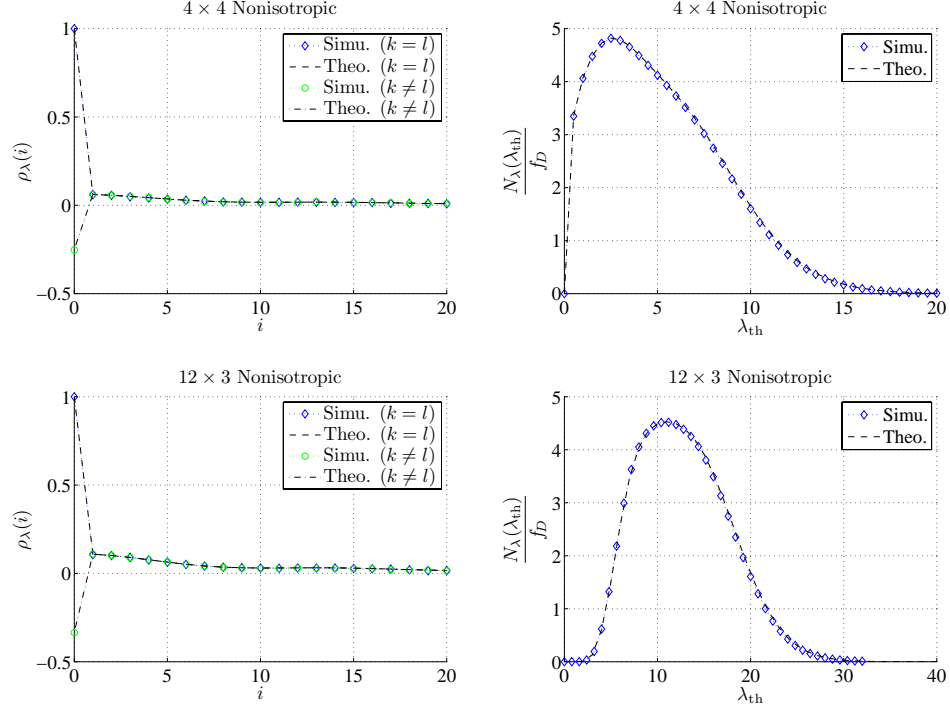 4 × 4 Nonisotropic
1
0.5
0
−0.5
ρλ(i)
Simu. (k = l)
Theo. (k = l)
Simu. (k ≠ l)
Theo. (k ≠ l)
0 5 10 15 20
i
4 × 4 Nonisotropic
5
4
3
2
1
0
Nλ(λth)
fD
Simu.
Theo.
0 5 10 15 20
λth
12 × 3 Nonisotropic
1
0.5
0
−0.5
ρλ(i)
Simu. (k = l)
Theo. (k = l)
Simu. (k ≠ l)
Theo. (k ≠ l)
0 5 10 15 20
i
12 × 3 Nonisotropic
5
4
3
2
1
0
Nλ(λth)
fD
Simu.
Theo.
0 10 20 30 40
λth